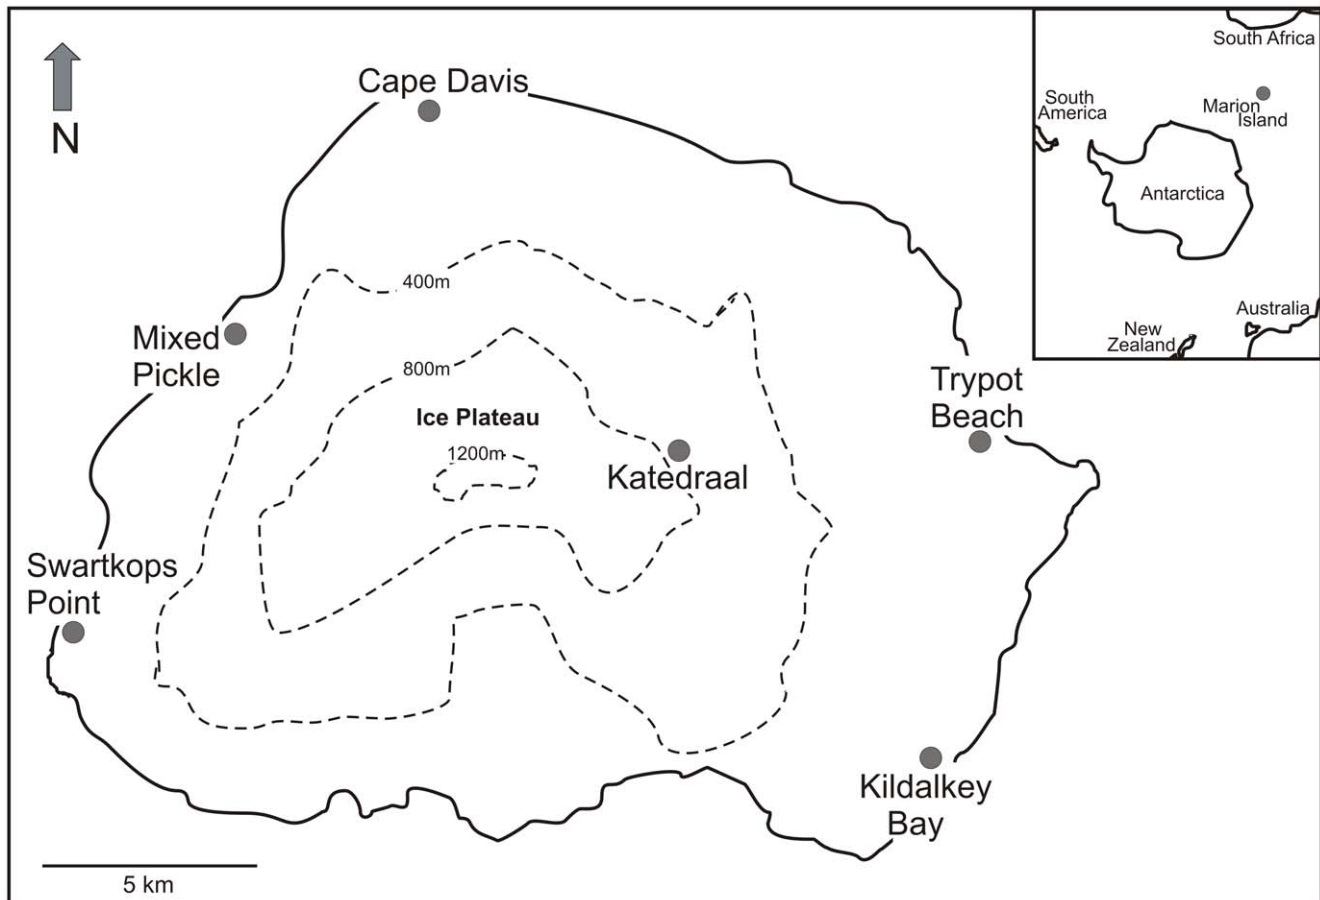 N
Cape Davis
Mixed
Pickle
Swartkops
Point
400m
800m
Ice Plateau
1200m
Katedraal
Trypot
Beach
Kildalkey
Bay
5 km
South Africa
South
America
Marion
Island
Antarctica
Australia
New
Zealand